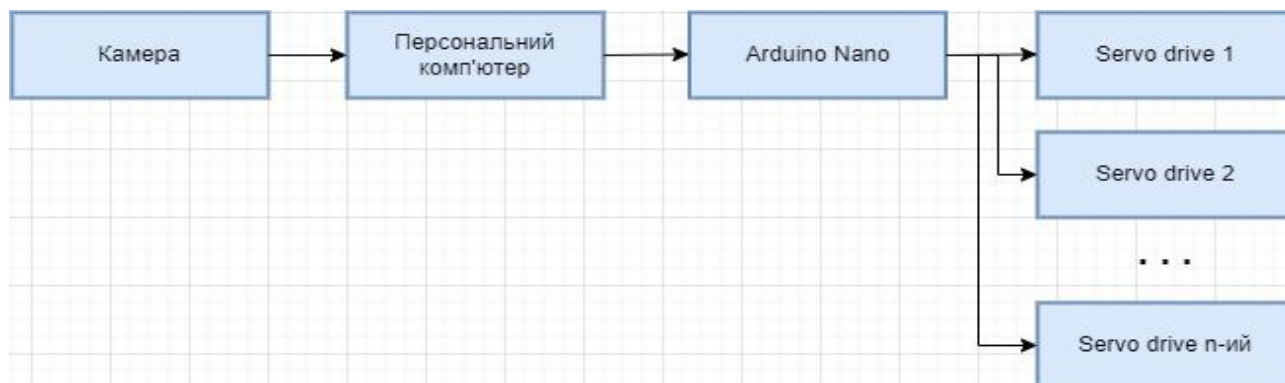 Камера
Персональний
комп'ютер
Arduino Nano
Servo drive 1
Servo drive 2
. . .
Servo drive n-ий